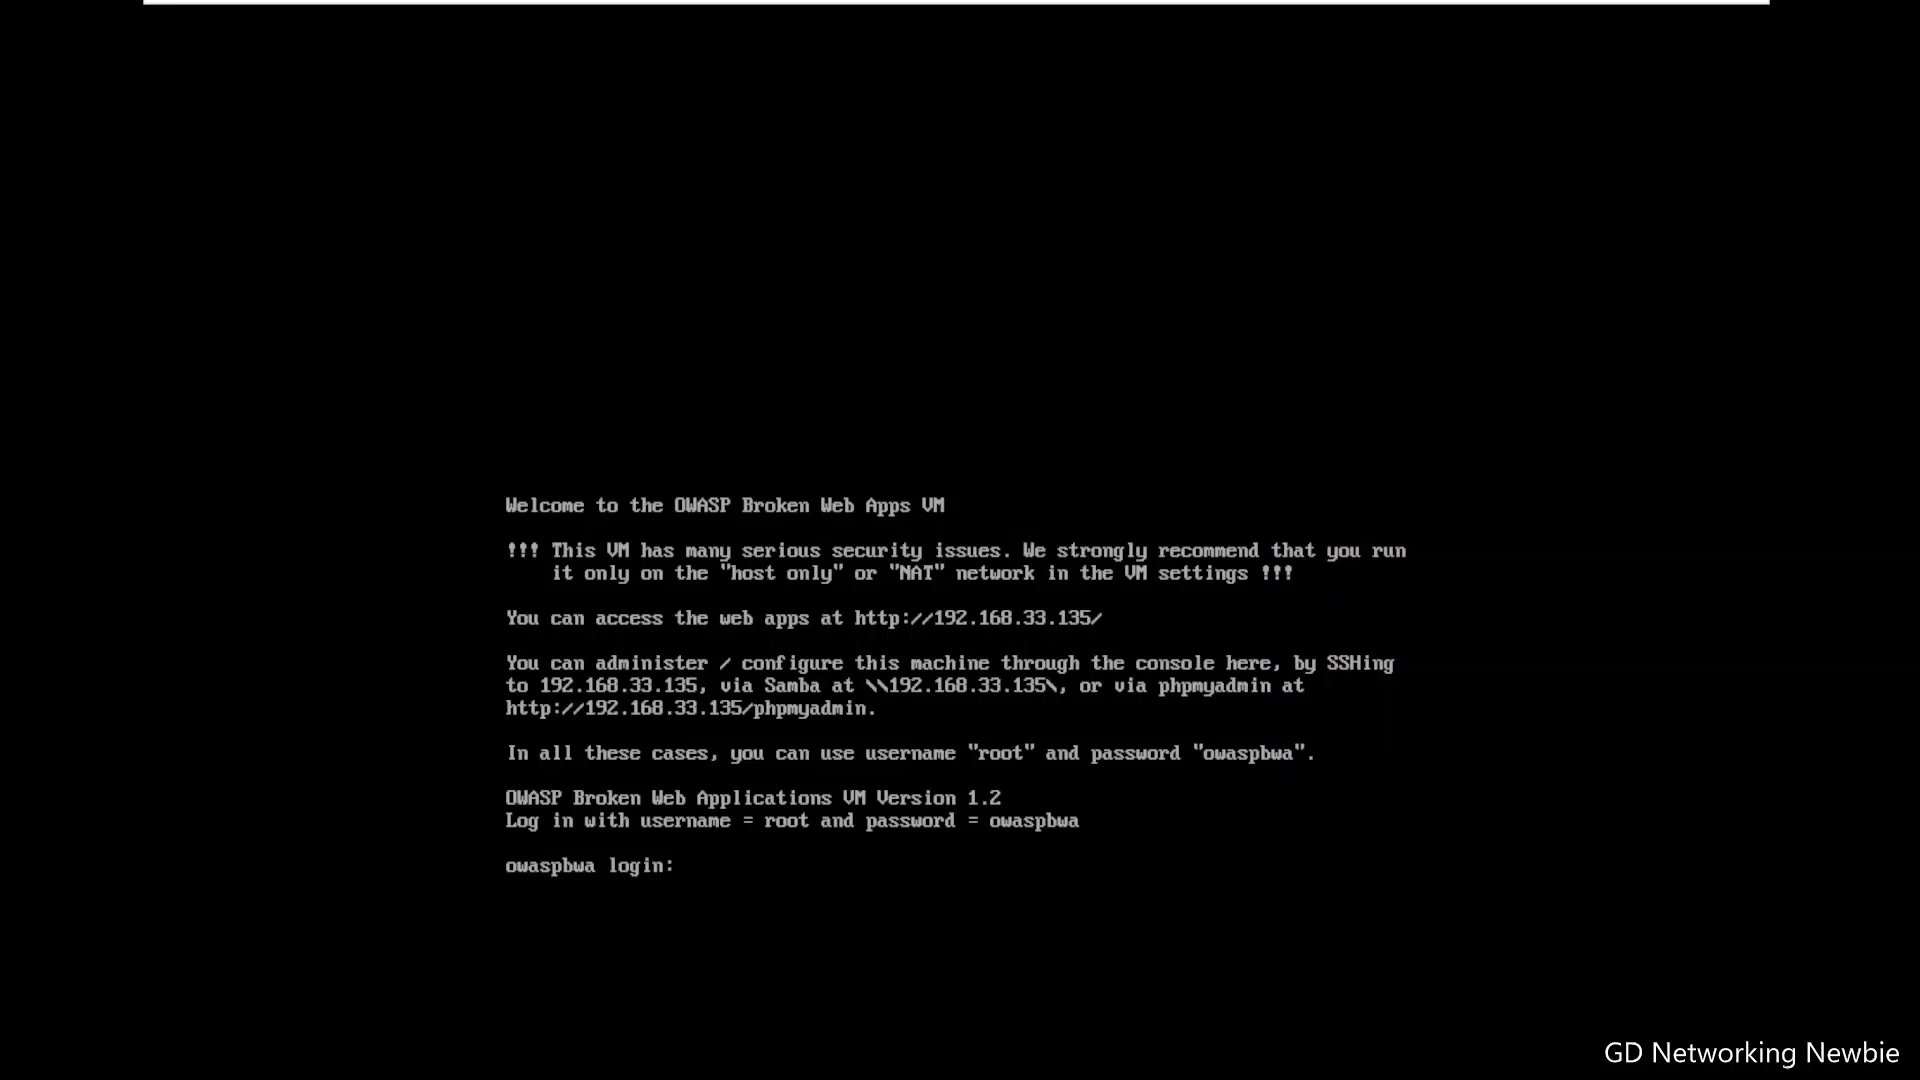 Welcome to the OWASP Broken Web Apps VM
!!! This VM has many serious security issues. We strongly recommend that you run
it only on the "host only" or "NAT" network in the VM settings !!!
You can access the web apps at http://192.168.33.135/
You can administer / configure this machine through the console here, by SSHing
to 192.168.33.135, via Samba at \\192.168.33.135\, or via phpmyadmin at
http://192.168.33.135/phpmyadmin.
In all these cases, you can use username "root" and password "owaspbwa".
OWASP Broken Web Applications VM Version 1.2
Log in with username = root and password = owaspbwa
owaspbwa login:
GD Networking Newbie